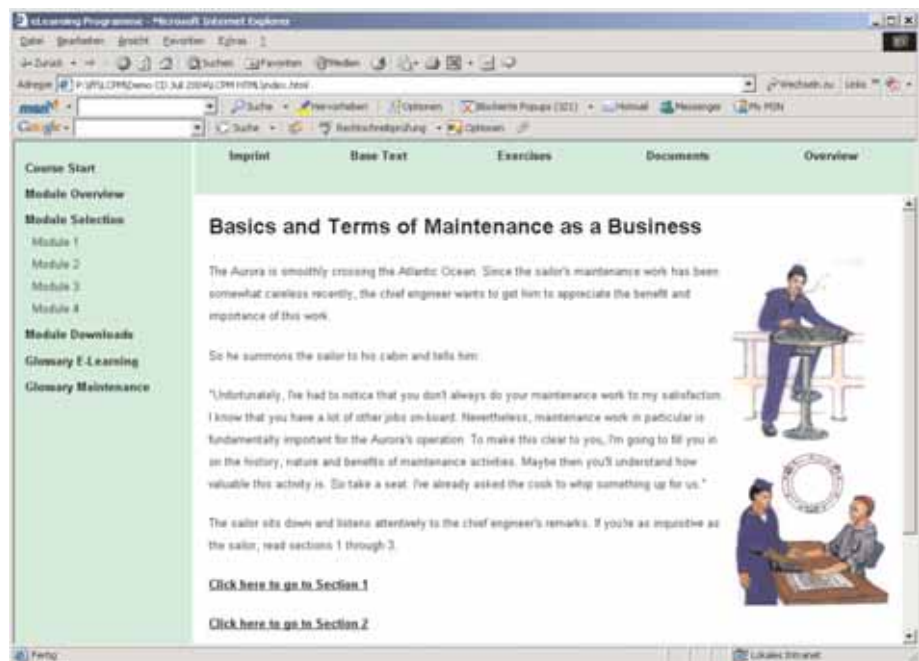 eLearning Programme - Microsoft Internet Explorer
Datei Bearbeiten Ansicht Favoriten Extras ?
Zurück Suchen Favoriten Medien
Adresse index.html Wechseln zu Links
msn Suche Hervorheben Optionen Blockierte Popups (321) Hotmail Messenger My MSN
Google Suche Rechtschreibprüfung Optionen
Imprint Base Text Exercises Documents Overview
Course Start
Module Overview
Module Selection
Module 1
Module 2
Module 3
Module 4
Module Downloads
Glossary E-Learning
Glossary Maintenance
Basics and Terms of Maintenance as a Business
The Aurora is smoothly crossing the Atlantic Ocean. Since the sailor's maintenance work has been
somewhat careless recently, the chief engineer wants to get him to appreciate the benefit and
importance of this work.
So he summons the sailor to his cabin and tells him:
"Unfortunately, I've had to notice that you don't always do your maintenance work to my satisfaction.
I know that you have a lot of other jobs on-board. Nevertheless, maintenance work in particular is
fundamentally important for the Aurora's operation. To make this clear to you, I'm going to fill you in
on the history, nature and benefits of maintenance activities. Maybe then you'll understand how
valuable this activity is. So take a seat. I've already asked the cook to whip something up for us."
The sailor sits down and listens attentively to the chief engineer's remarks. If you're as inquisitive as
the sailor, read sections 1 through 3.
Click here to go to Section 1
Click here to go to Section 2
Fertig Lokales Intranet